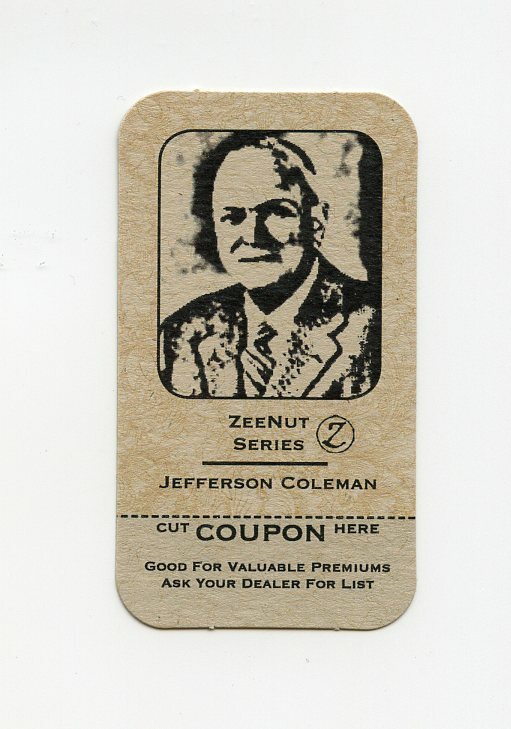 ZEENUT
SERIES Z
JEFFERSON COLEMAN
CUT COUPON HERE
GOOD FOR VALUABLE PREMIUMS
ASK YOUR DEALER FOR LIST